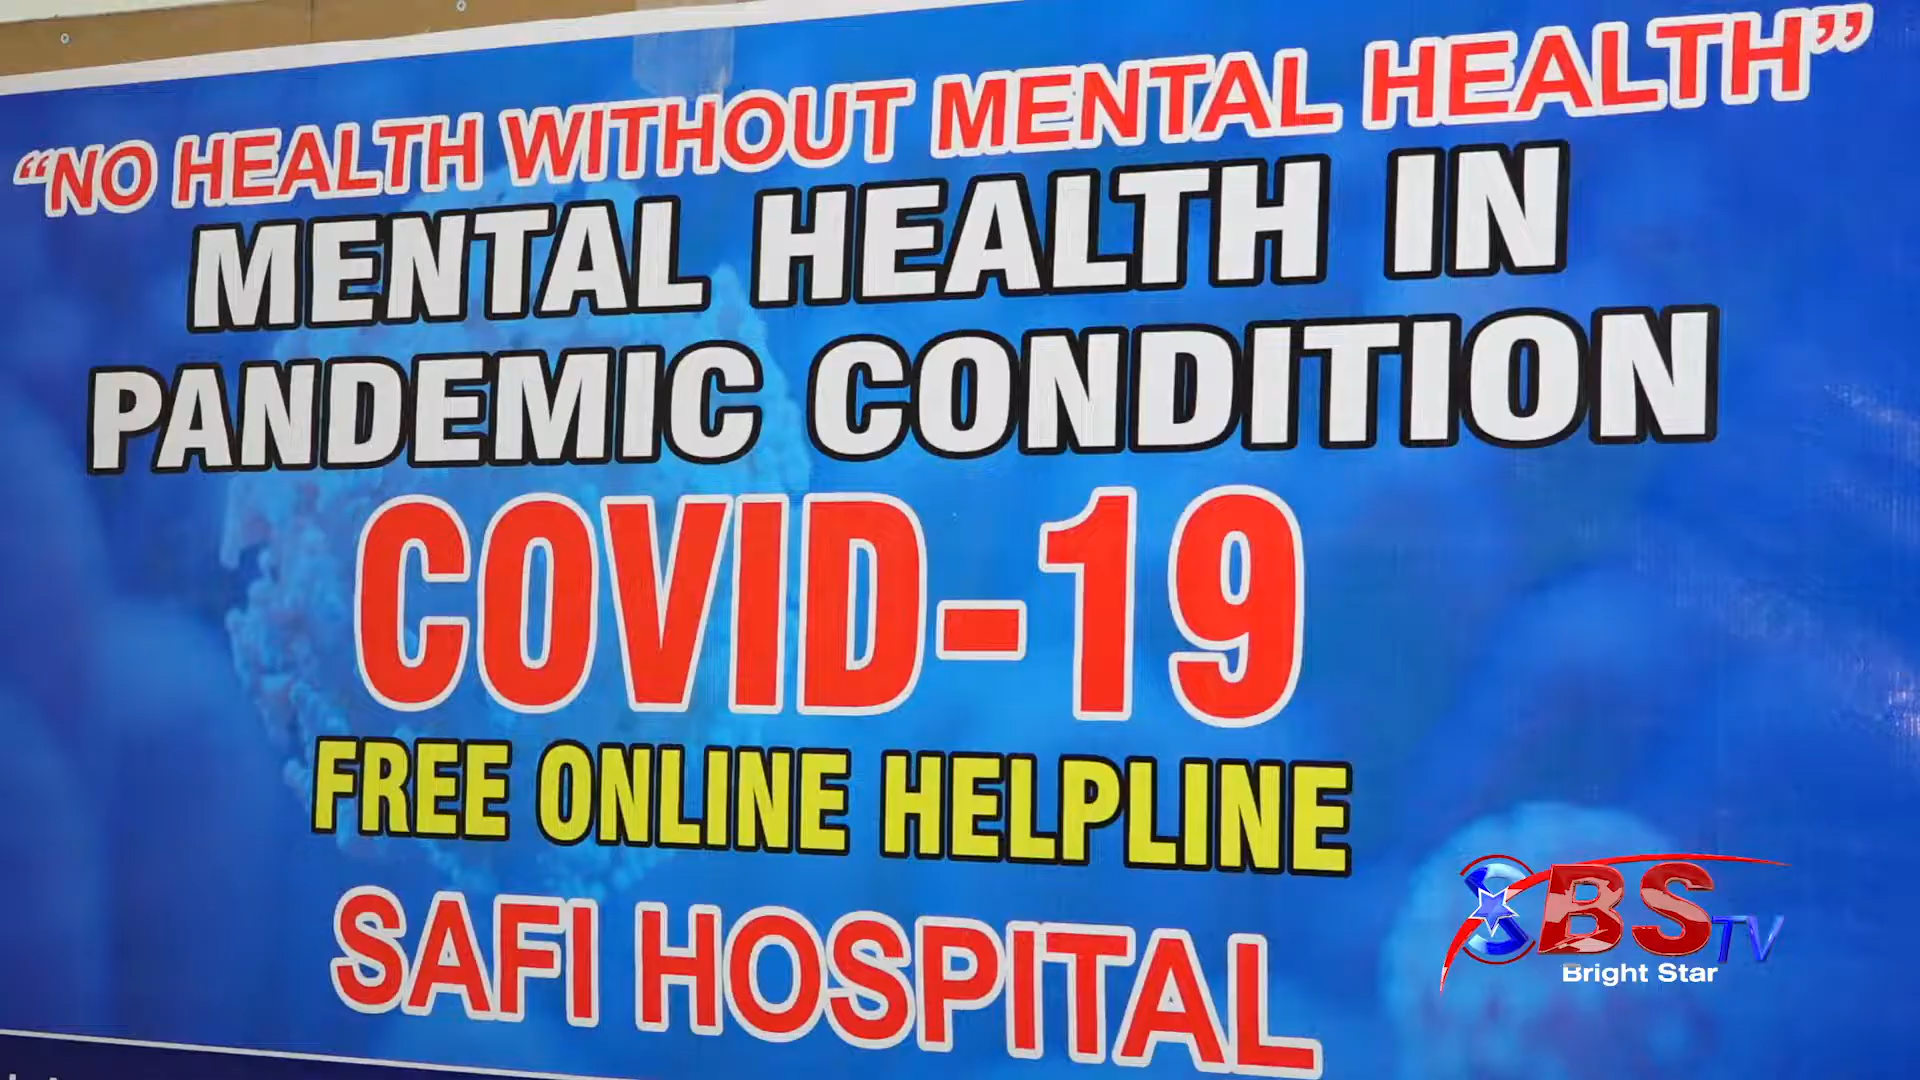 “NO HEALTH WITHOUT MENTAL HEALTH”
MENTAL HEALTH IN
PANDEMIC CONDITION
COVID-19
FREE ONLINE HELPLINE
SAFI HOSPITAL
BS TV
Bright Star